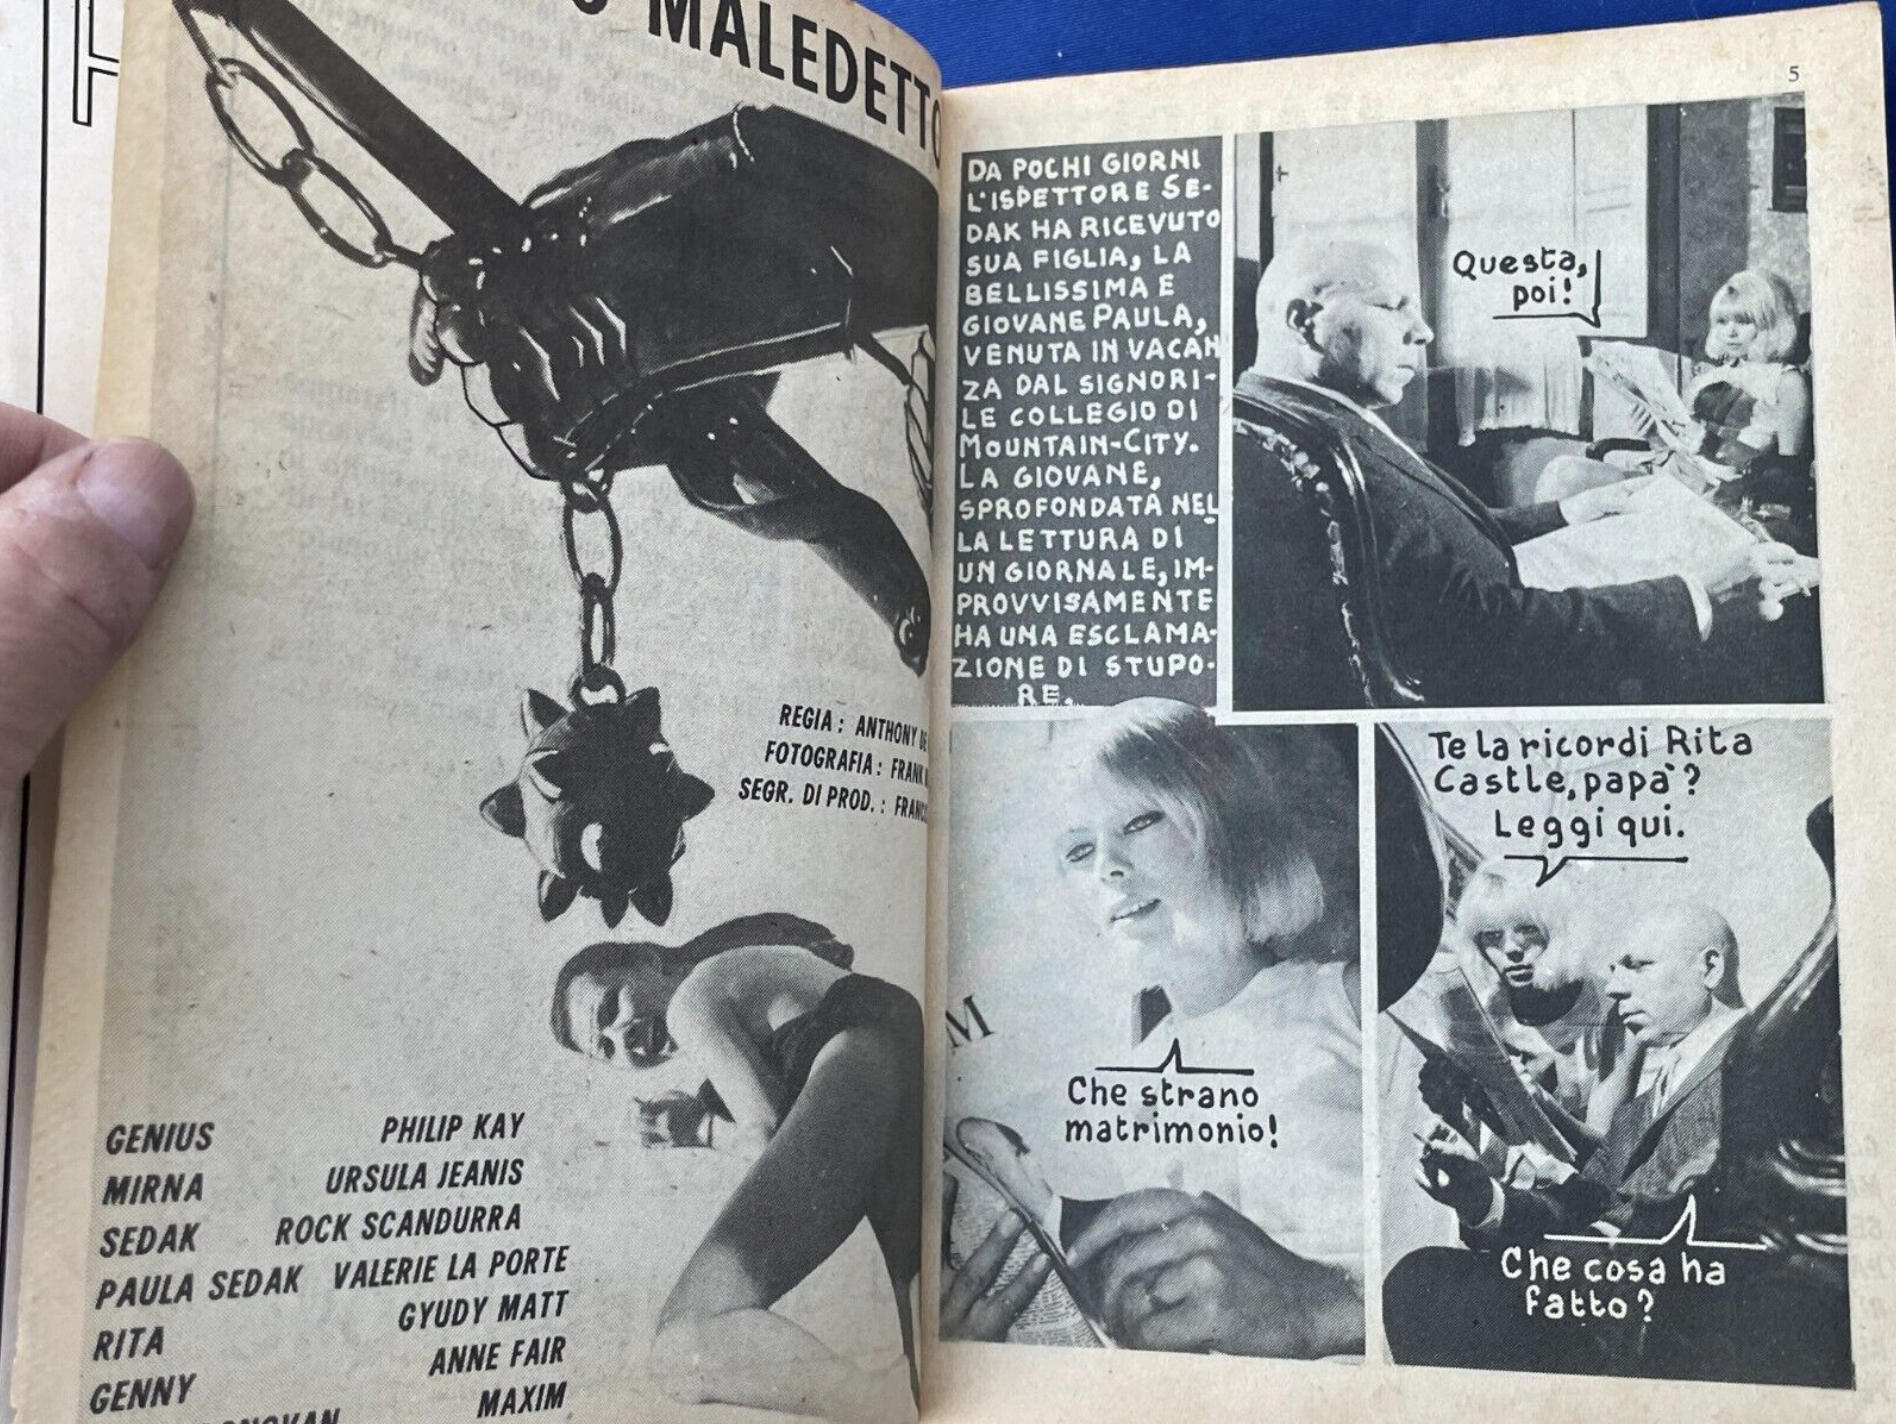 MALEDETTO
REGIA : ANTHONY DE
FOTOGRAFIA : FRANK
SEGR. DI PROD. :
GENIUS PHILIP KAY
MIRNA URSULA JEANIS
SEDAK ROCK SCANDURRA
PAULA SEDAK VALERIE LA PORTE
RITA GYUDY MATT
GENNY ANNE FAIR
MAXIM
5
DA POCHI GIORNI
L'ISPETTORE SE-
DAK HA RICEVUTO
SUA FIGLIA, LA
BELLISSIMA E
GIOVANE PAULA,
VENUTA IN VACAN
ZA DAL SIGNORI-
LE COLLEGIO DI
MOUNTAIN-CITY.
LA GIOVANE,
SPROFONDATA NEL
LA LETTURA DI
UN GIORNALE, IM-
PROVVISAMENTE
HA UNA ESCLAMA-
ZIONE DI STUPO-
RE.
Questa,
poi!
M
Che strano
matrimonio!
Te la ricordi Rita
Castle, papà?
Leggi qui.
Che cosa ha
fatto?